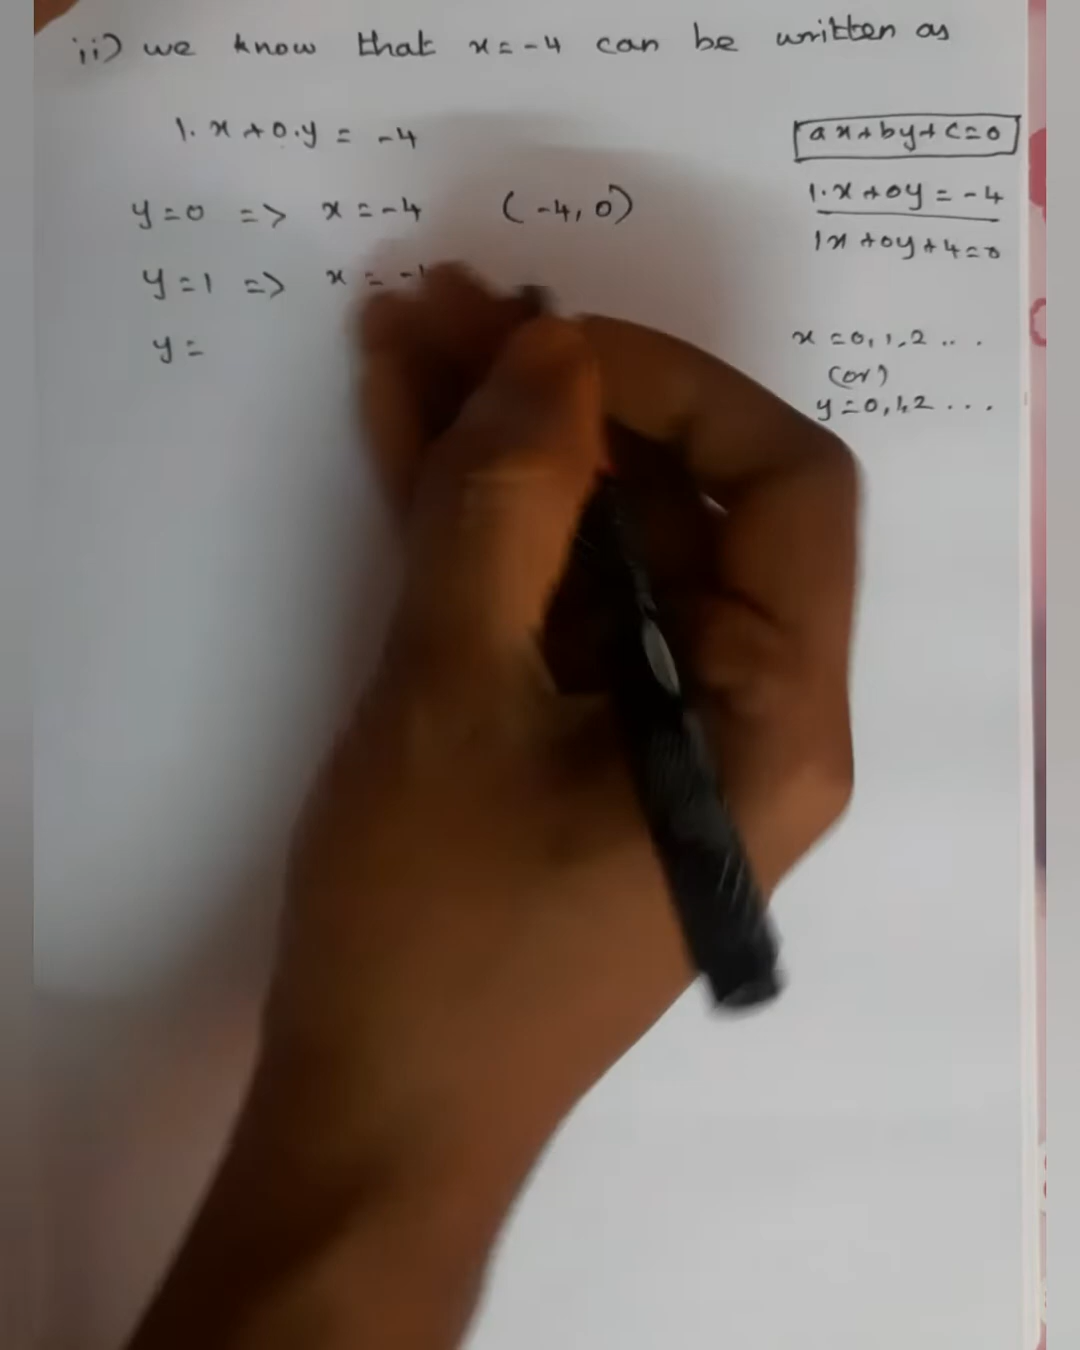 ii) we know that x = -4 can be written as
1. x + 0.y = -4
y = 0 => x = -4 (-4, 0)
y = 1 => x = -
y =
ax + by + c = 0
1.x + 0y = -4
1x + 0y + 4 = 0
x = 0, 1, 2 ...
(or)
y = 0, 1, 2 ...